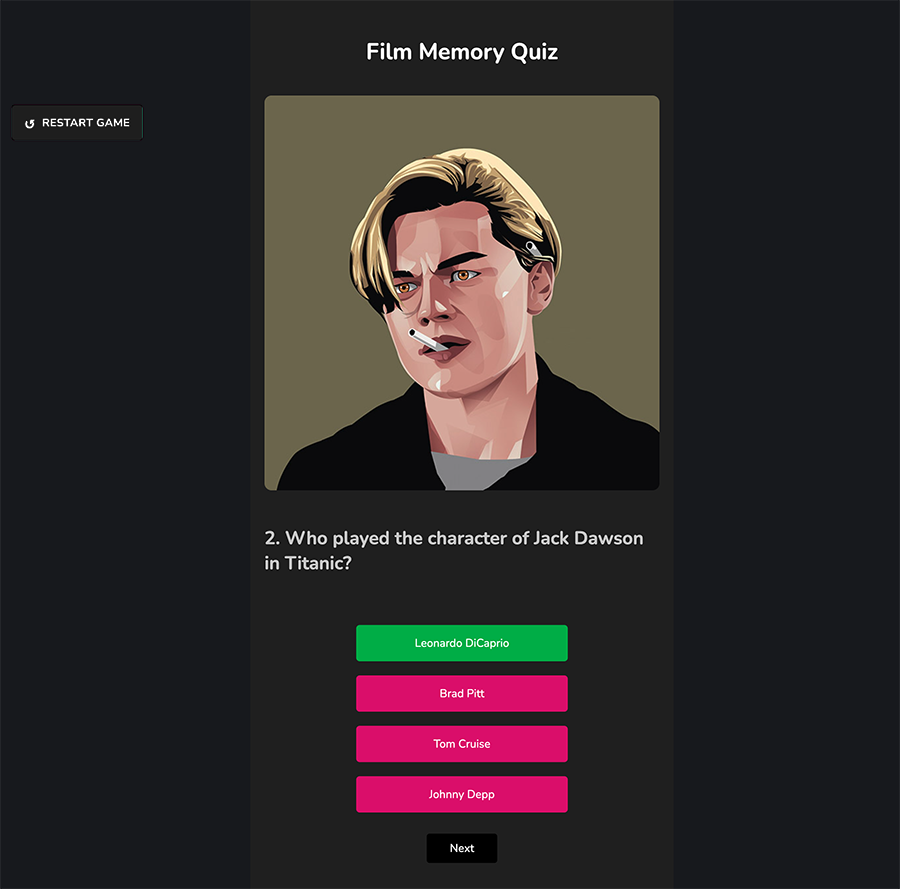 Film Memory Quiz
↺ RESTART GAME
2. Who played the character of Jack Dawson
in Titanic?
Leonardo DiCaprio
Brad Pitt
Tom Cruise
Johnny Depp
Next